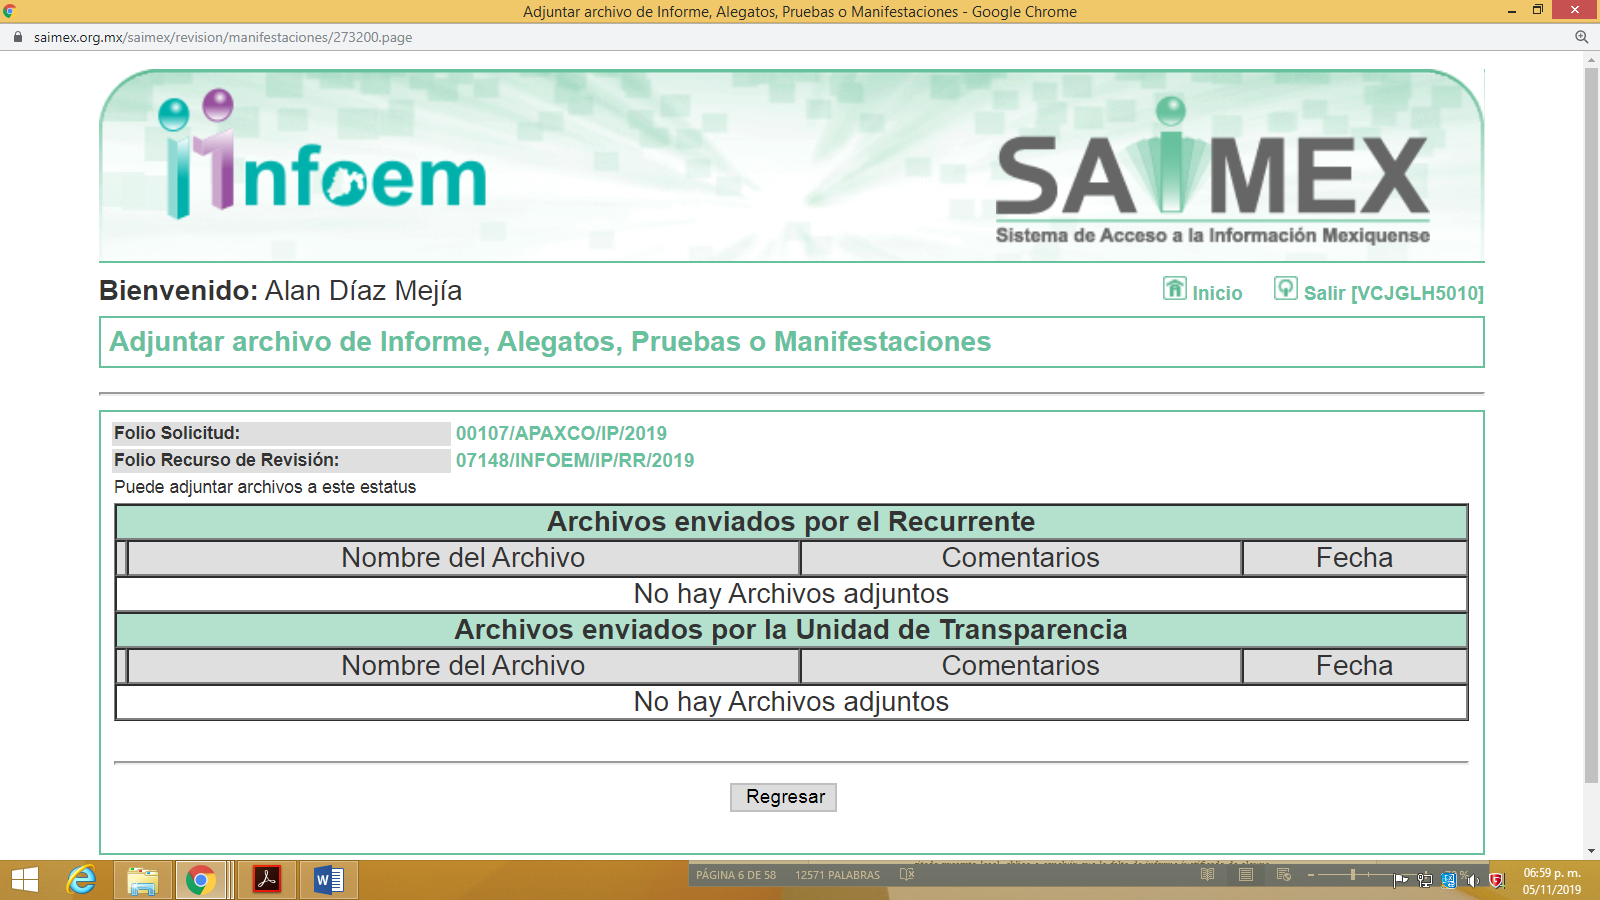 Adjuntar archivo de Informe, Alegatos, Pruebas o Manifestaciones - Google Chrome
saimex.org.mx/saimex/revision/manifestaciones/273200.page
infoem
SAIMEX
Sistema de Acceso a la Información Mexiquense
Bienvenido: Alan Díaz Mejía
Inicio
Salir [VCJGLH5010]
Adjuntar archivo de Informe, Alegatos, Pruebas o Manifestaciones
Folio Solicitud: 00107/APAXCO/IP/2019
Folio Recurso de Revisión: 07148/INFOEM/IP/RR/2019
Puede adjuntar archivos a este estatus
Archivos enviados por el Recurrente
Nombre del Archivo Comentarios Fecha
No hay Archivos adjuntos
Archivos enviados por la Unidad de Transparencia
Nombre del Archivo Comentarios Fecha
No hay Archivos adjuntos
Regresar
PÁGINA 6 DE 58 12571 PALABRAS
06:59 p. m.
05/11/2019